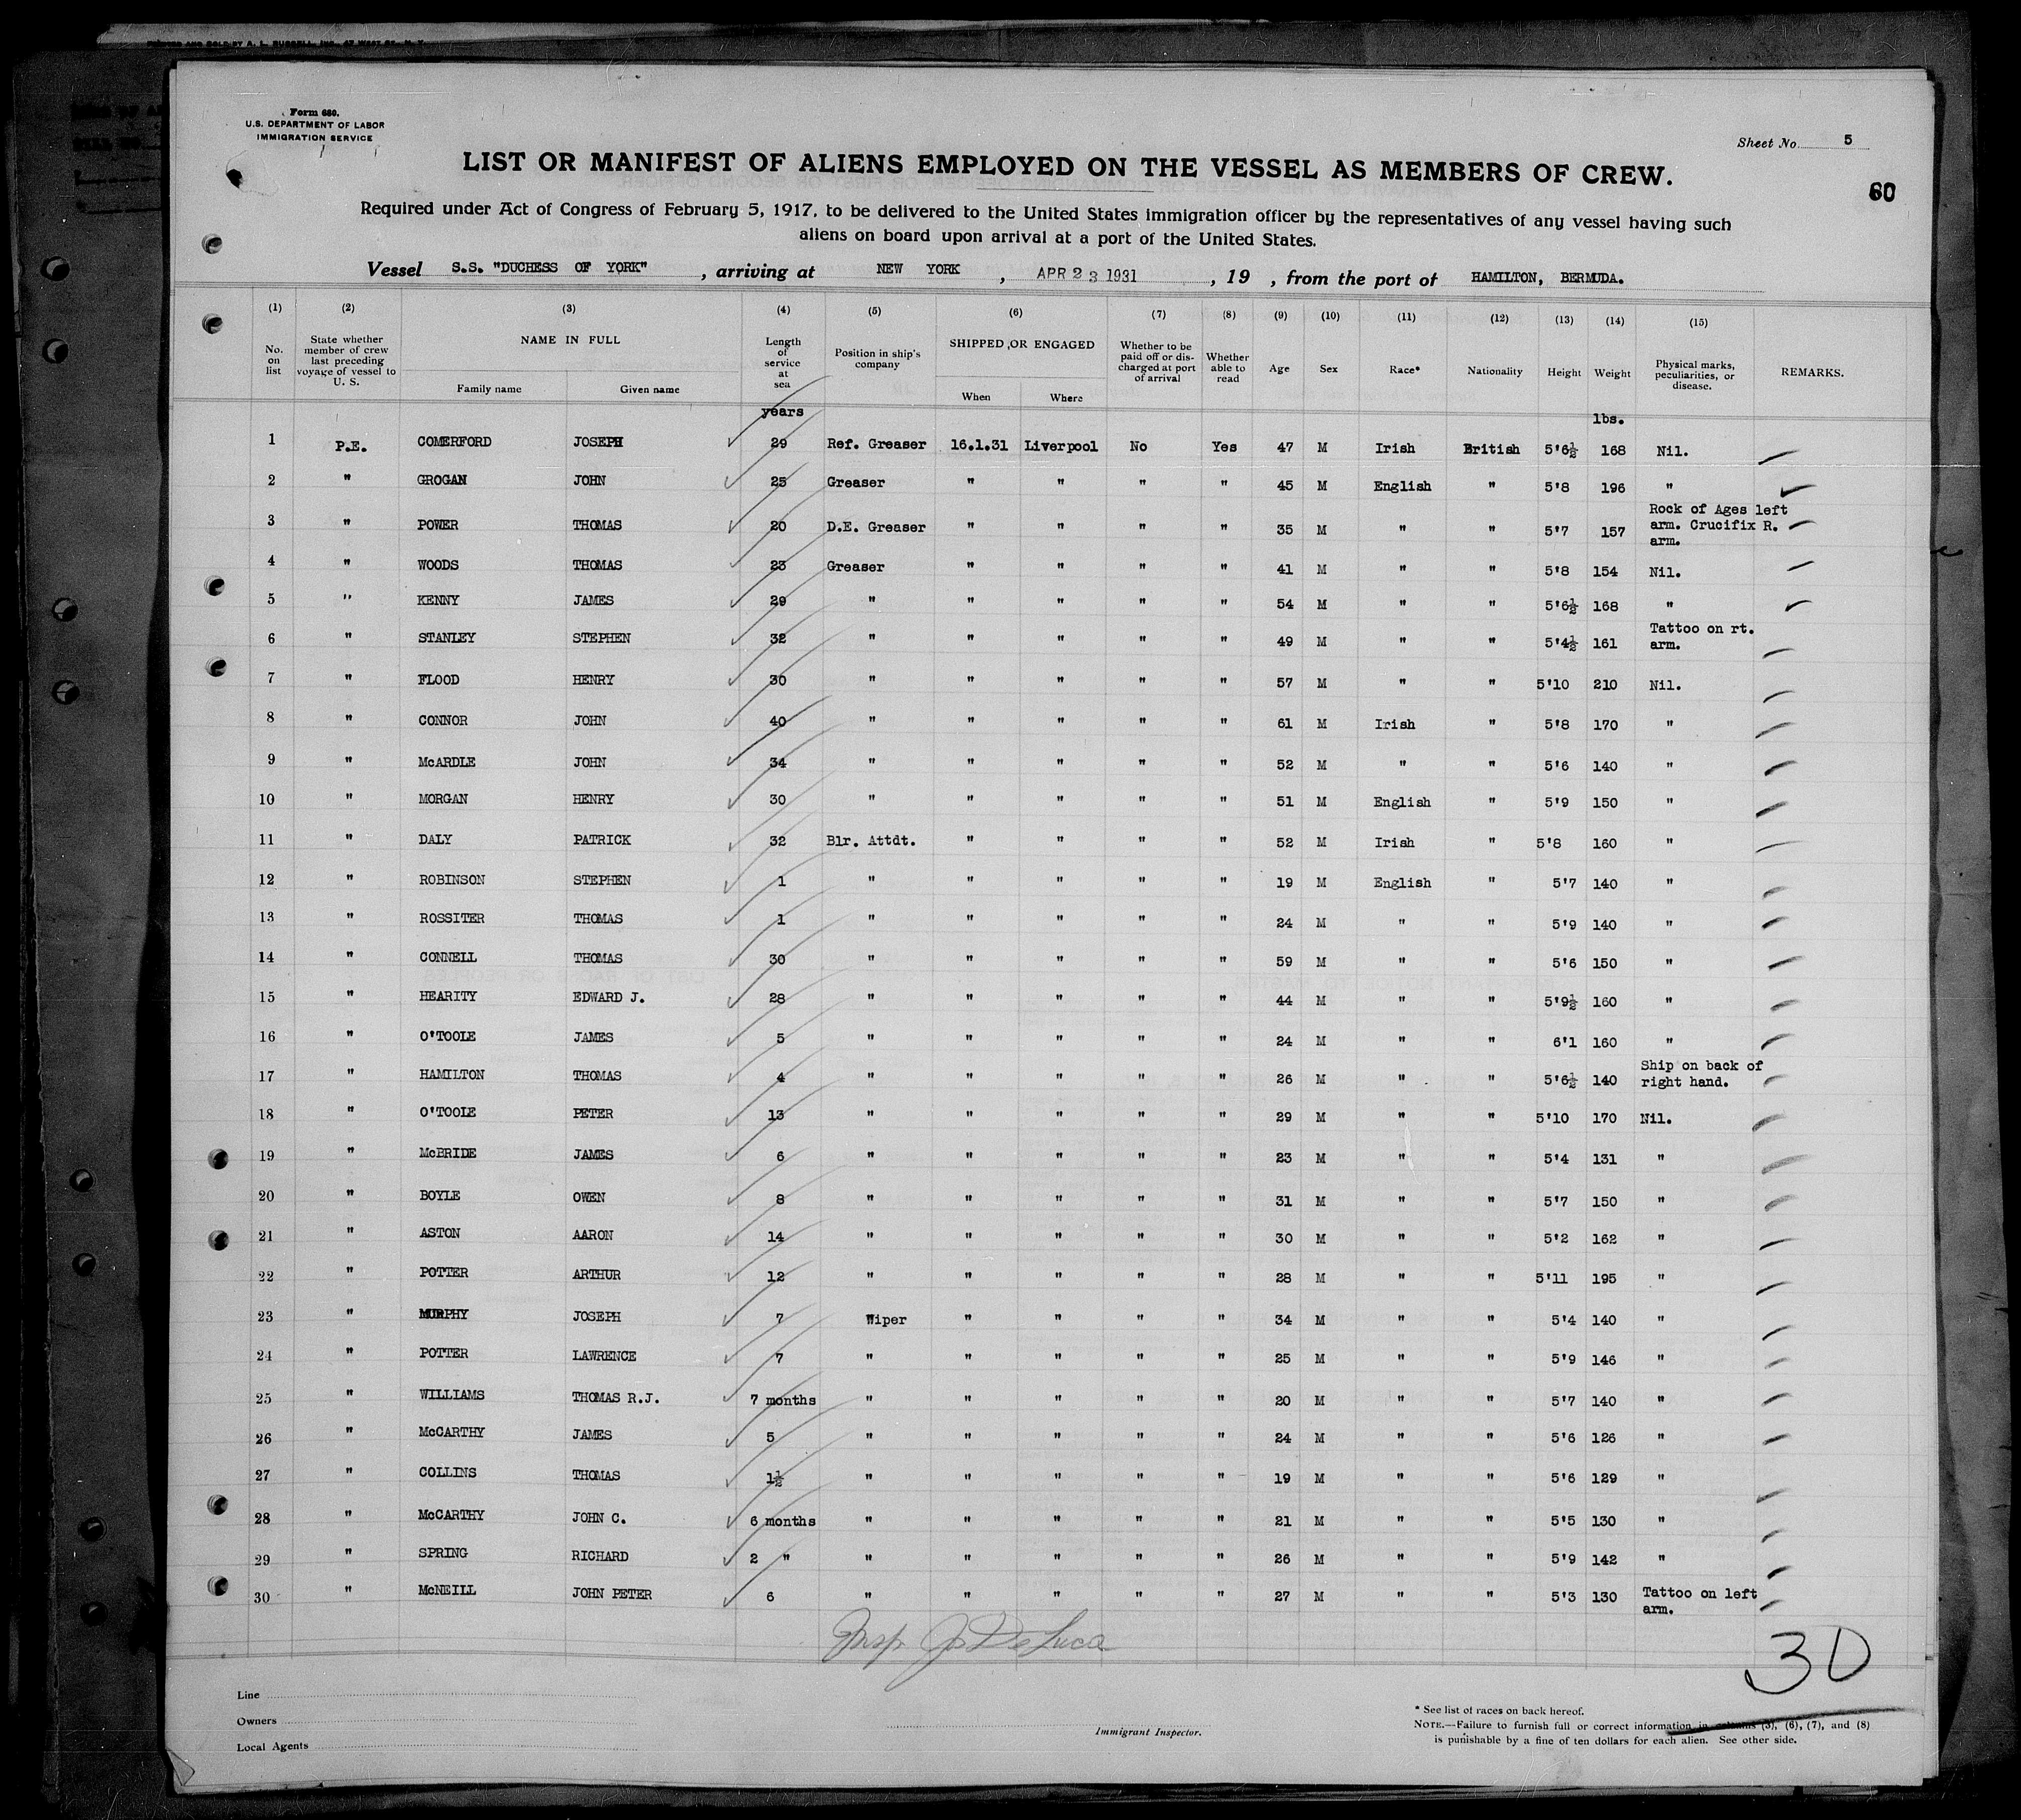 Form 680.
U.S. DEPARTMENT OF LABOR
IMMIGRATION SERVICE
Sheet No. 5
LIST OR MANIFEST OF ALIENS EMPLOYED ON THE VESSEL AS MEMBERS OF CREW.
60
Required under Act of Congress of February 5, 1917, to be delivered to the United States immigration officer by the representatives of any vessel having such
aliens on board upon arrival at a port of the United States.
Vessel S.S. "DUCHESS OF YORK" , arriving at NEW YORK , APR 23 1931 , 19 , from the port of HAMILTON, BERMUDA.
(1) (2) (3) (4) (5) (6) (7) (8) (9) (10) (11) (12) (13) (14) (15)
No. on list State whether member of crew last preceding voyage of vessel to U. S. NAME IN FULL Family name Given name Length of service at sea Position in ship's company SHIPPED OR ENGAGED When Where Whether to be paid off or discharged at port of arrival Whether able to read Age Sex Race* Nationality Height Weight Physical marks, peculiarities, or disease. REMARKS.
years lbs.
1 P.E. COMERFORD JOSEPH 29 Ref. Greaser 16.1.31 Liverpool No Yes 47 M Irish British 5'6½ 168 Nil.
2 " GROGAN JOHN 25 Greaser " " " " 45 M English " 5'8 196 "
3 " POWER THOMAS 20 D.E. Greaser " " " " 35 M " " 5'7 157 Rock of Ages left arm. Crucifix R. arm.
4 " WOODS THOMAS 23 Greaser " " " " 41 M " " 5'8 154 Nil.
5 " KENNY JAMES 29 " " " " " 54 M " " 5'6½ 168 "
6 " STANLEY STEPHEN 32 " " " " " 49 M " " 5'4½ 161 Tattoo on rt. arm.
7 " FLOOD HENRY 30 " " " " " 57 M " " 5'10 210 Nil.
8 " CONNOR JOHN 40 " " " " " 61 M Irish " 5'8 170 "
9 " McARDLE JOHN 34 " " " " " 52 M " " 5'6 140 "
10 " MORGAN HENRY 30 " " " " " 51 M English " 5'9 150 "
11 " DALY PATRICK 32 Blr. Attdt. " " " " 52 M Irish " 5'8 160 "
12 " ROBINSON STEPHEN 1 " " " " " 19 M English " 5'7 140 "
13 " ROSSITER THOMAS 1 " " " " " 24 M " " 5'9 140 "
14 " CONNELL THOMAS 30 " " " " " 59 M " " 5'6 150 "
15 " HEARITY EDWARD J. 28 " " " " " 44 M " " 5'9½ 160 "
16 " O'TOOLE JAMES 5 " " " " " 24 M " " 6'1 160 "
17 " HAMILTON THOMAS 4 " " " " " 26 M " " 5'6½ 140 Ship on back of right hand.
18 " O'TOOLE PETER 13 " " " " " 29 M " " 5'10 170 Nil.
19 " McBRIDE JAMES 6 " " " " " 23 M " " 5'4 131 "
20 " BOYLE OWEN 8 " " " " " 31 M " " 5'7 150 "
21 " ASTON AARON 14 " " " " " 30 M " " 5'2 162 "
22 " POTTER ARTHUR 12 " " " " " 28 M " " 5'11 195 "
23 " MURPHY JOSEPH 7 Wiper " " " " 34 M " " 5'4 140 "
24 " POTTER LAWRENCE 7 " " " " " 25 M " " 5'9 146 "
25 " WILLIAMS THOMAS R.J. 7 months " " " " " 20 M " " 5'7 140 "
26 " McCARTHY JAMES 5 " " " " " 24 M " " 5'6 126 "
27 " COLLINS THOMAS 1½ " " " " " 19 M " " 5'6 129 "
28 " McCARTHY JOHN C. 6 months " " " " " 21 M " " 5'5 130 "
29 " SPRING RICHARD 2 " " " " " " 26 M " " 5'9 142 "
30 " McNEILL JOHN PETER 6 " " " " " 27 M " " 5'3 130 Tattoo on left arm.
Insp. J. DeLuca
30
Line
Owners
Local Agents
Immigrant Inspector.
* See list of races on back hereof.
NOTE.—Failure to furnish full or correct information in columns (3), (6), (7), and (8)
is punishable by a fine of ten dollars for each alien. See other side.